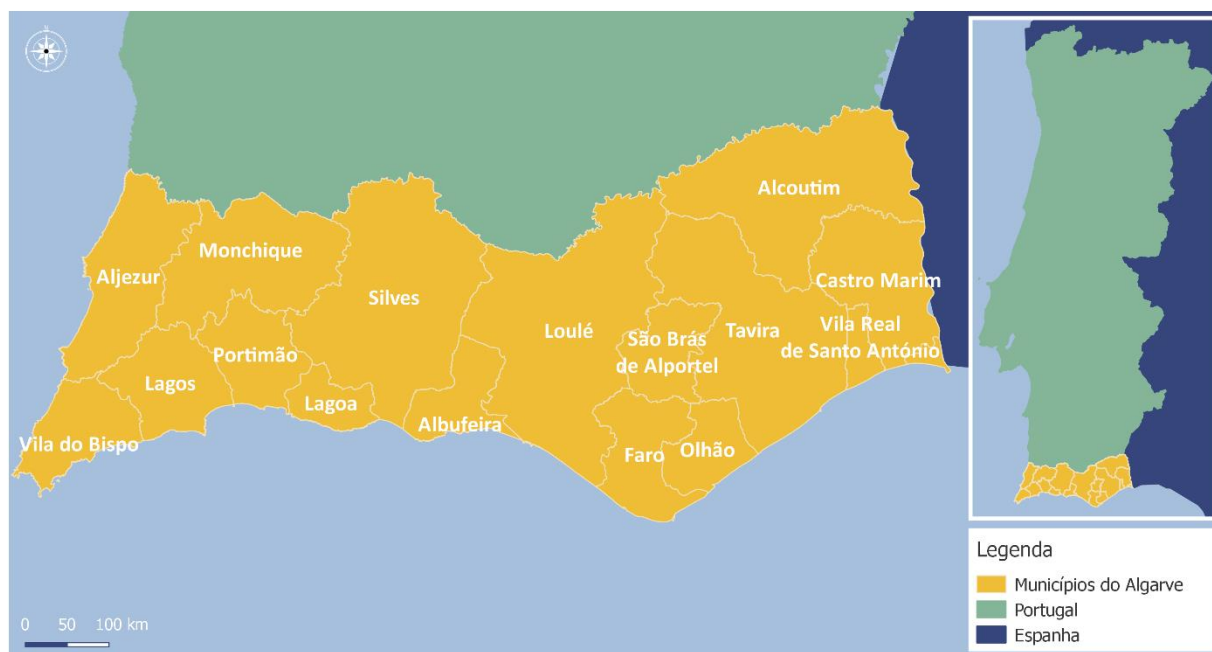 N
Alcoutim
Monchique
Aljezur
Castro Marim
Silves
Loulé
São Brás
de Alportel
Tavira
Vila Real
de Santo António
Portimão
Lagos
Lagoa
Albufeira
Vila do Bispo
Faro
Olhão
0 50 100 km
Legenda
Municípios do Algarve
Portugal
Espanha